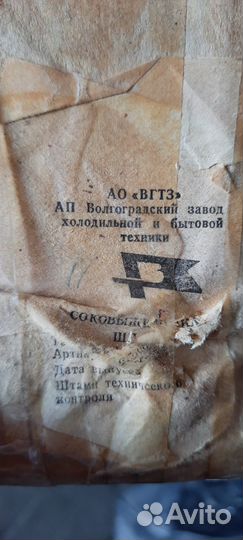 АО «ВГТЗ»
АП Волгоградский завод
холодильной и бытовой
техники
Дата выпуска
Штамп технического
контроля
Avito